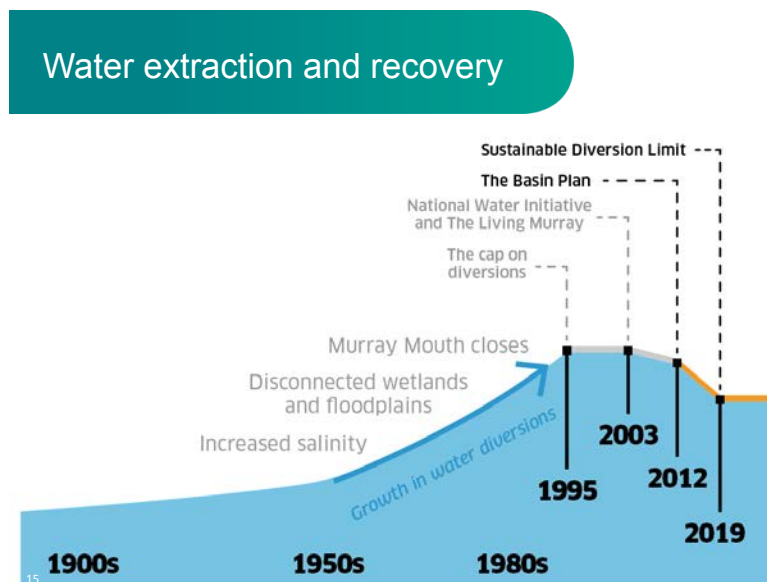 Water extraction and recovery
Sustainable Diversion Limit
The Basin Plan
National Water Initiative
and The Living Murray
The cap on
diversions
Murray Mouth closes
Disconnected wetlands
and floodplains
Increased salinity
Growth in water diversions
1995
2003
2012
2019
1900s
1950s
1980s
15